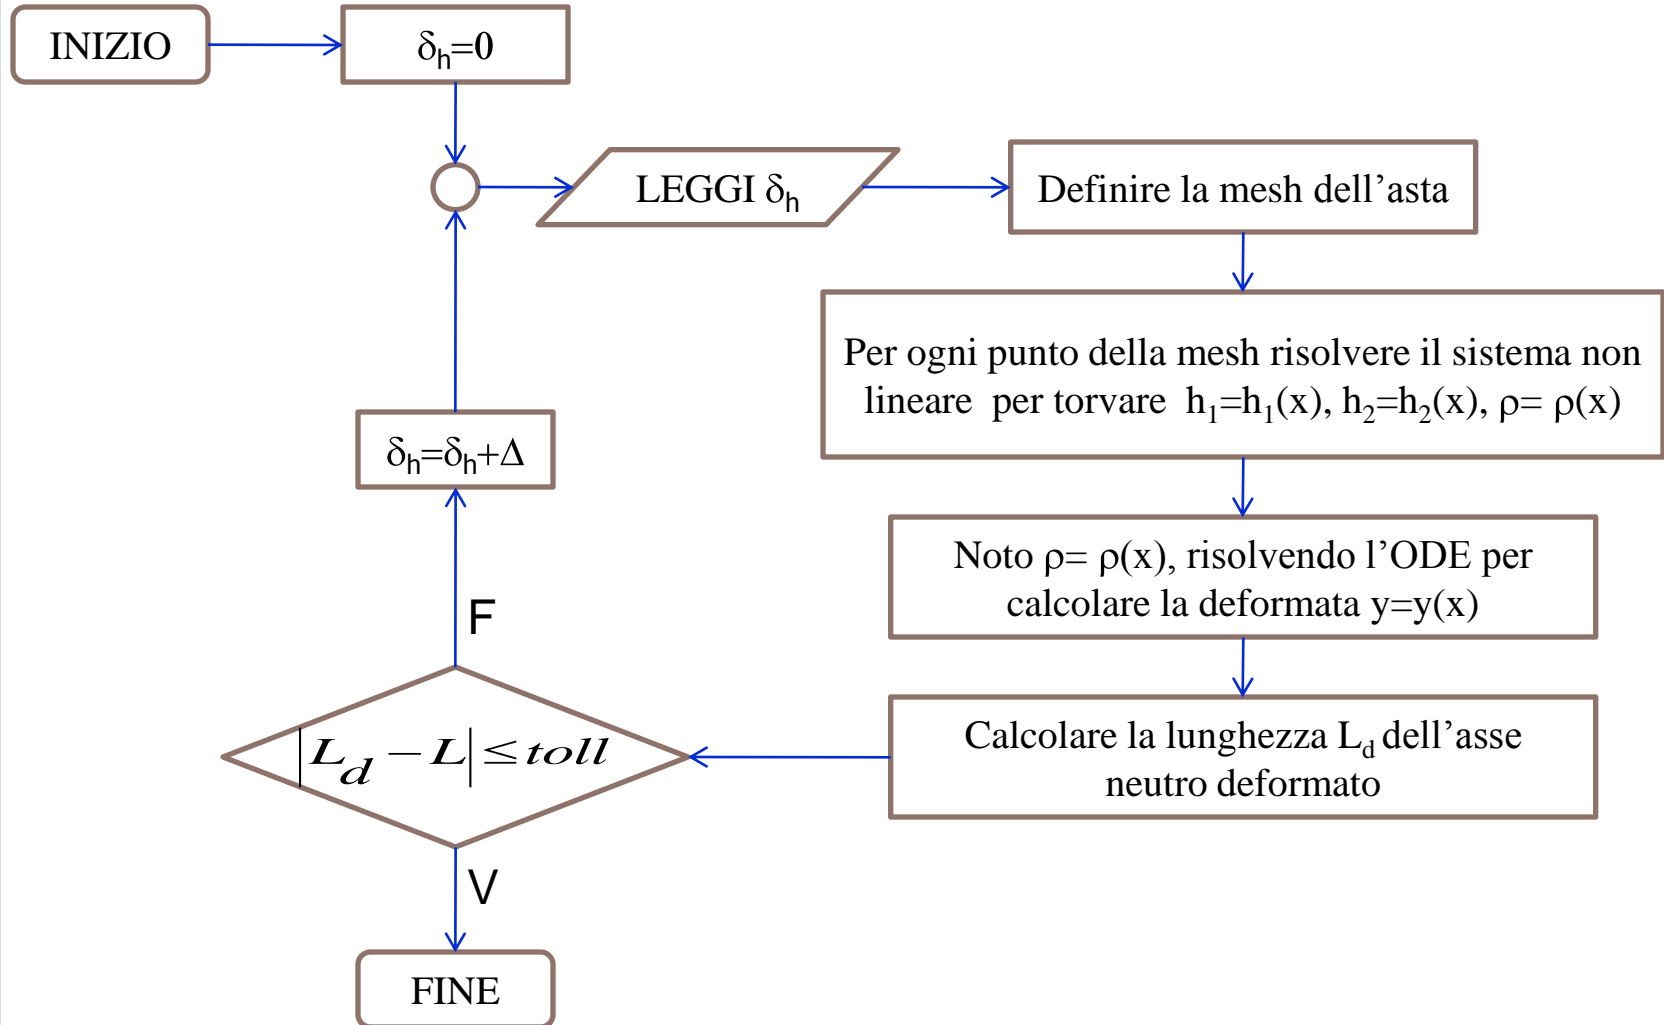 INIZIO
δh=0
LEGGI δh
Definire la mesh dell’asta
Per ogni punto della mesh risolvere il sistema non
lineare per torvare h1=h1(x), h2=h2(x), ρ= ρ(x)
Noto ρ= ρ(x), risolvendo l’ODE per
calcolare la deformata y=y(x)
Calcolare la lunghezza Ld dell’asse
neutro deformato
|Ld − L| ≤ toll
F
δh=δh+Δ
V
FINE